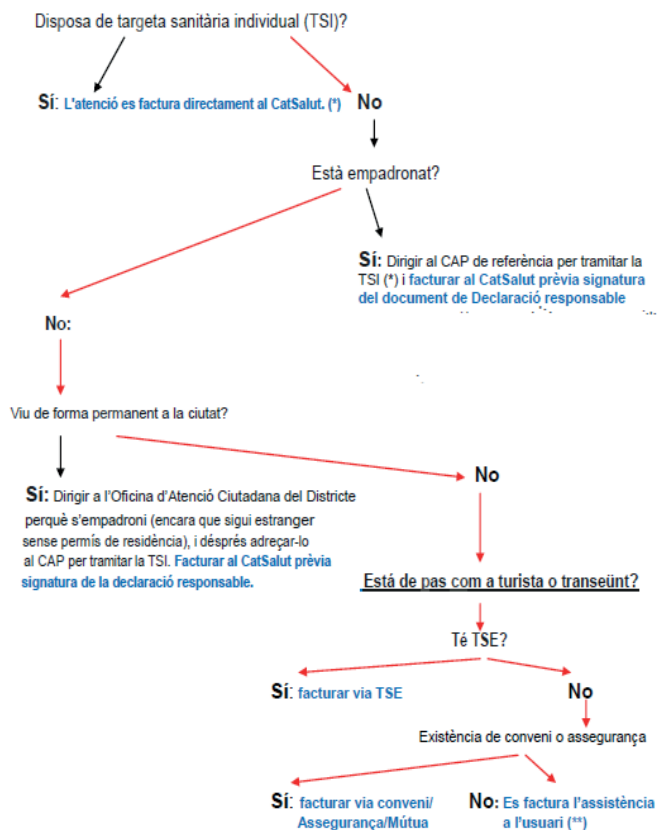 Disposa de targeta sanitària individual (TSI)?
Sí: L'atenció es factura directament al CatSalut. (*)
No
Està empadronat?
Sí: Dirigir al CAP de referència per tramitar la
TSI (*) i facturar al CatSalut prèvia signatura
del document de Declaració responsable
No:
Viu de forma permanent a la ciutat?
Sí: Dirigir a l'Oficina d'Atenció Ciutadana del Districte
perquè s'empadroni (encara que sigui estranger
sense permís de residència), i désprés adreçar-lo
al CAP per tramitar la TSI. Facturar al CatSalut prèvia
signatura de la declaració responsable.
No
Está de pas com a turista o transeünt?
Té TSE?
Sí: facturar via TSE
No
Existència de conveni o assegurança
Sí: facturar via conveni/
Assegurança/Mútua
No: Es factura l'assistència
a l'usuari (**)